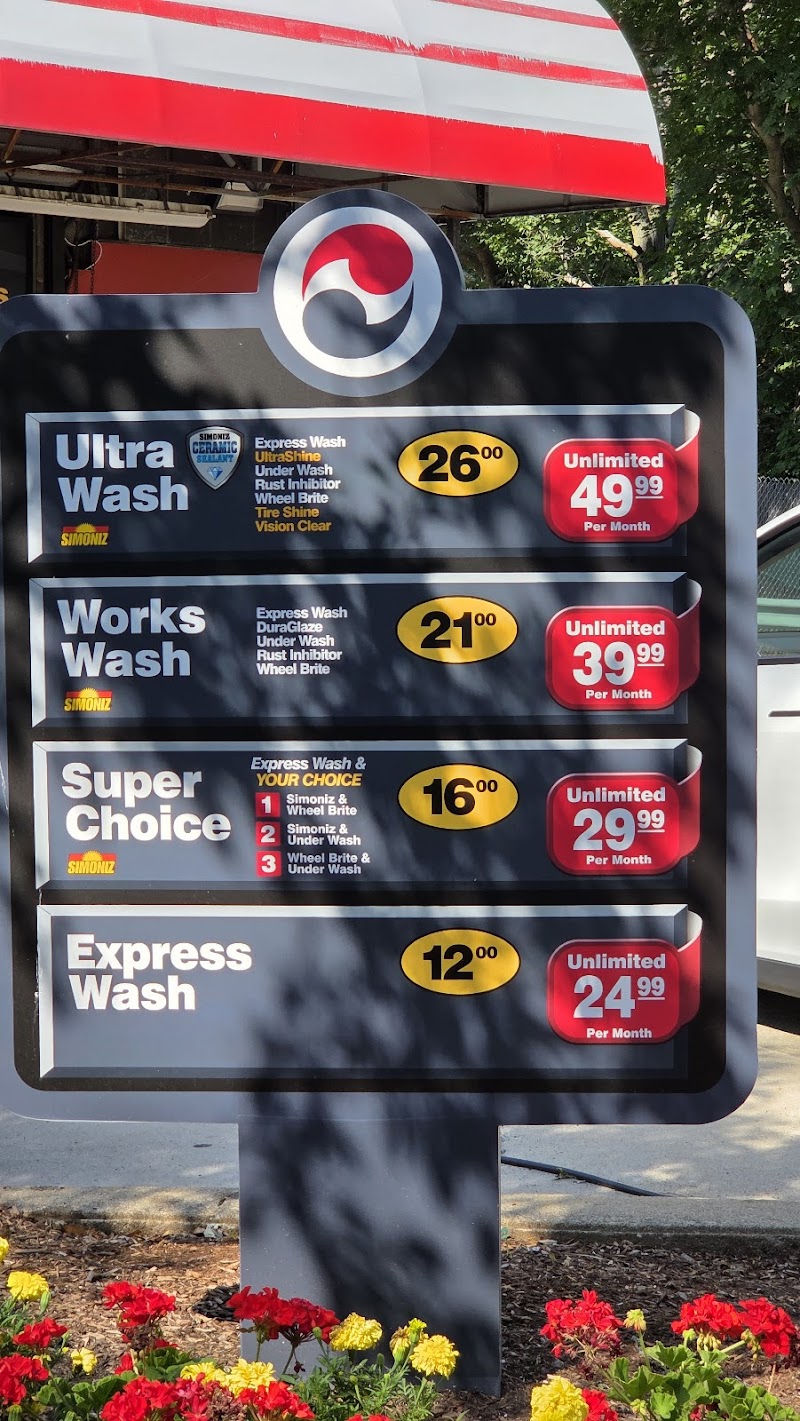 Ultra
Wash
SIMONIZ
CERAMIC
SEALANT
SIMONIZ
Express Wash
UltraShine
Under Wash
Rust Inhibitor
Wheel Brite
Tire Shine
Vision Clear
26⁰⁰
Unlimited
49⁹⁹
Per Month
Works
Wash
SIMONIZ
Express Wash
DuraGlaze
Under Wash
Rust Inhibitor
Wheel Brite
21⁰⁰
Unlimited
39⁹⁹
Per Month
Super
Choice
SIMONIZ
Express Wash &
YOUR CHOICE
1 Simoniz &
Wheel Brite
2 Simoniz &
Under Wash
3 Wheel Brite &
Under Wash
16⁰⁰
Unlimited
29⁹⁹
Per Month
Express
Wash
12⁰⁰
Unlimited
24⁹⁹
Per Month